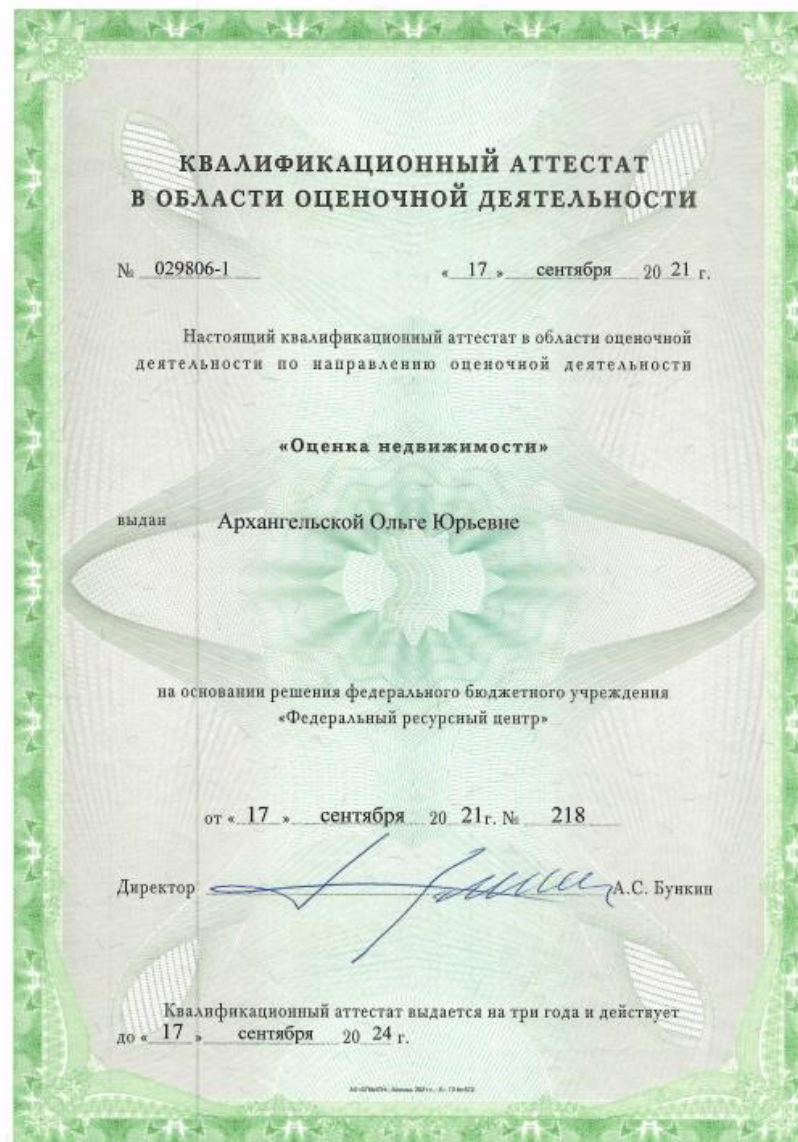 КВАЛИФИКАЦИОННЫЙ АТТЕСТАТ
В ОБЛАСТИ ОЦЕНОЧНОЙ ДЕЯТЕЛЬНОСТИ
№ 029806-1 « 17 » сентября 20 21 г.
Настоящий квалификационный аттестат в области оценочной
деятельности по направлению оценочной деятельности
«Оценка недвижимости»
выдан Архангельской Ольге Юрьевне
на основании решения федерального бюджетного учреждения
«Федеральный ресурсный центр»
от « 17 » сентября 20 21 г. № 218
Директор А.С. Бункин
Квалификационный аттестат выдается на три года и действует
до « 17 » сентября 20 24 г.